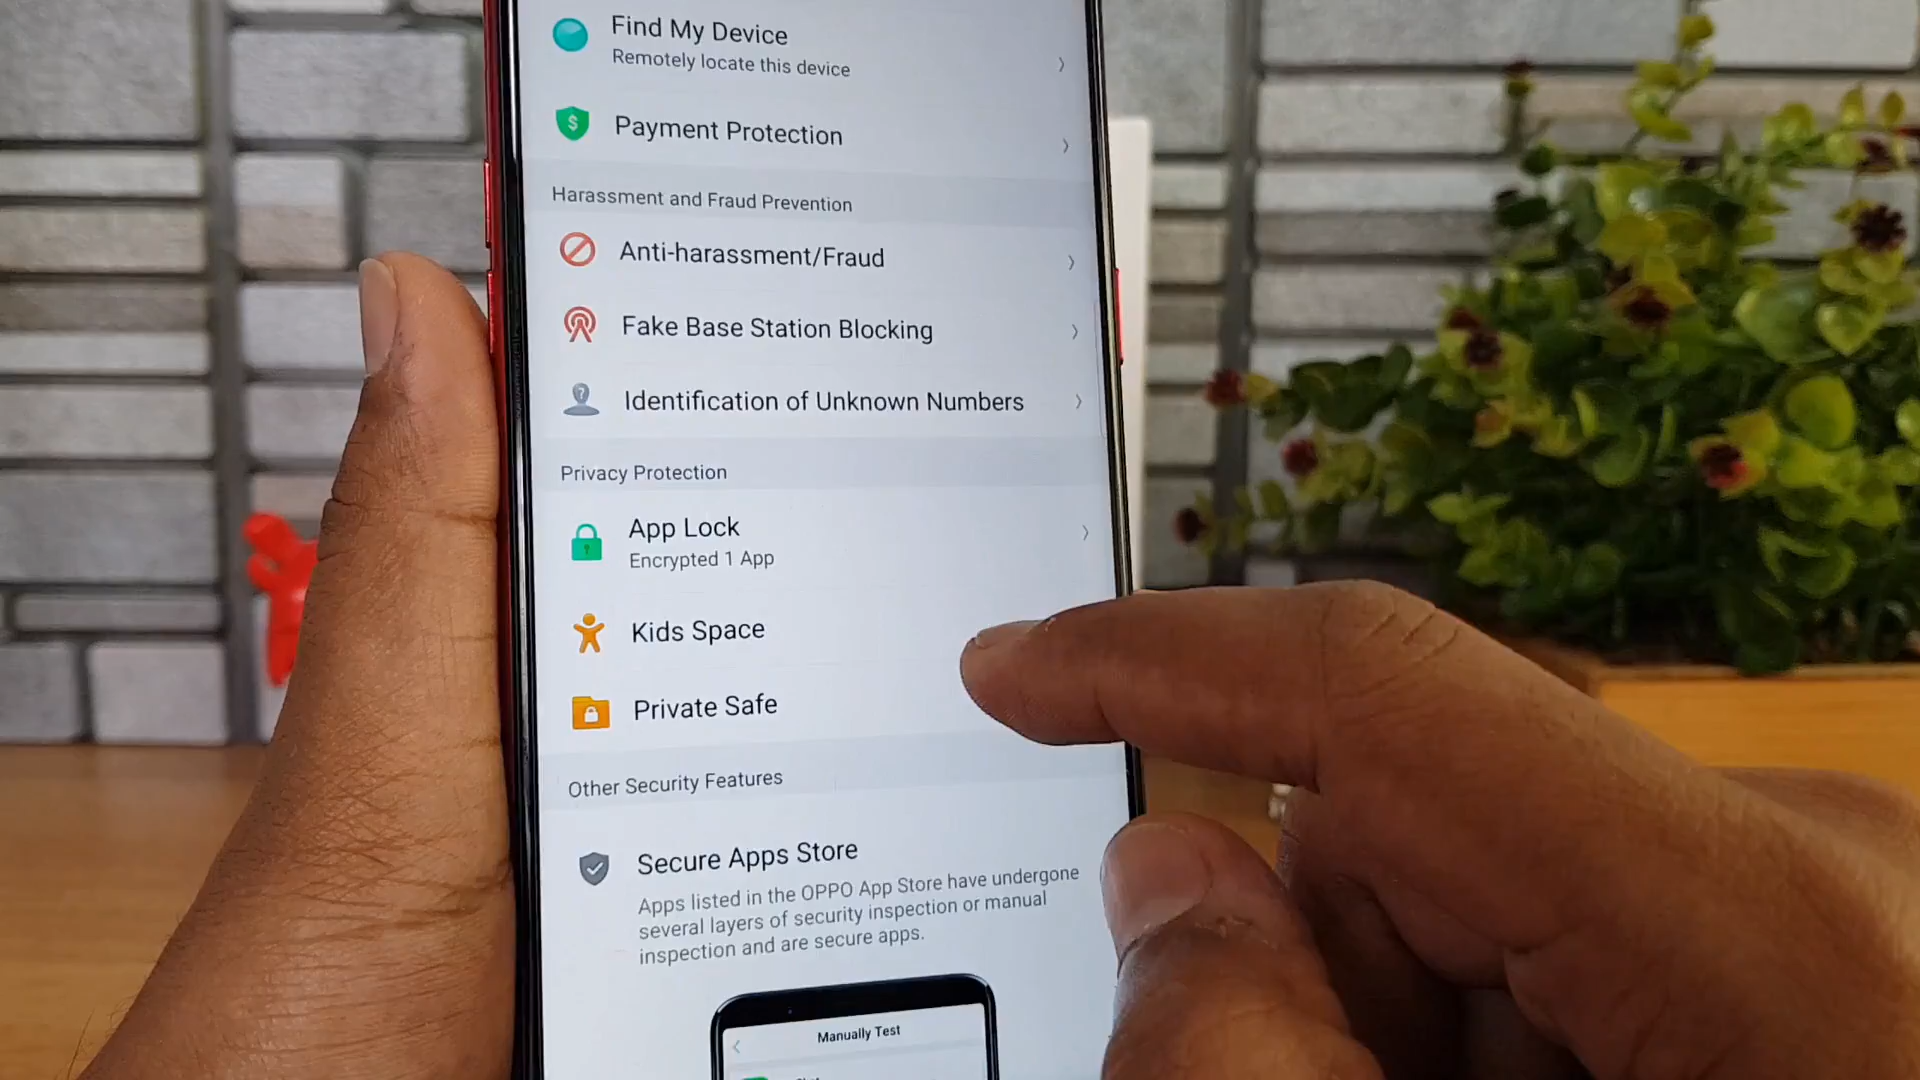 Find My Device
Remotely locate this device
$
Payment Protection
Harassment and Fraud Prevention
Anti-harassment/Fraud
Fake Base Station Blocking
?
Identification of Unknown Numbers
Privacy Protection
App Lock
Encrypted 1 App
Kids Space
Private Safe
Other Security Features
Secure Apps Store
Apps listed in the OPPO App Store have undergone
several layers of security inspection or manual
inspection and are secure apps.
Manually Test